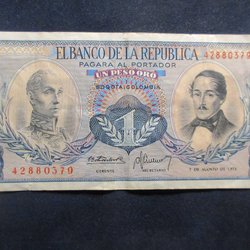 EL BANCO DE LA REPUBLICA
PAGARA AL PORTADOR
42880379
UN PESO ORO
BOGOTA, COLOMBIA
1
42880379
GERENTE
SECRETARIO
7 DE AGOSTO DE 1973